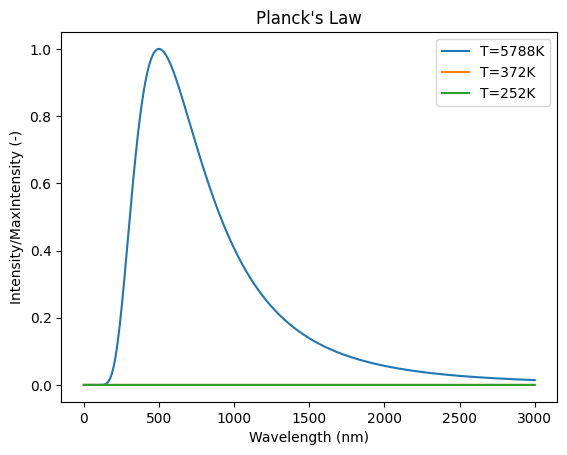 Planck's Law
T=5788K
T=372K
T=252K
Intensity/MaxIntensity (-)
1.0
0.8
0.6
0.4
0.2
0.0
0 500 1000 1500 2000 2500 3000
Wavelength (nm)